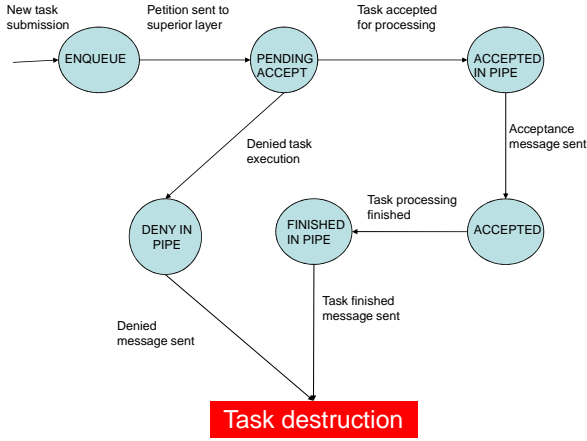 New task
submission
Petition sent to
superior layer
Task accepted
for processing
ENQUEUE
PENDING
ACCEPT
ACCEPTED
IN PIPE
Denied task
execution
Acceptance
message sent
Task processing
finished
DENY IN
PIPE
FINISHED
IN PIPE
ACCEPTED
Denied
message sent
Task finished
message sent
Task destruction